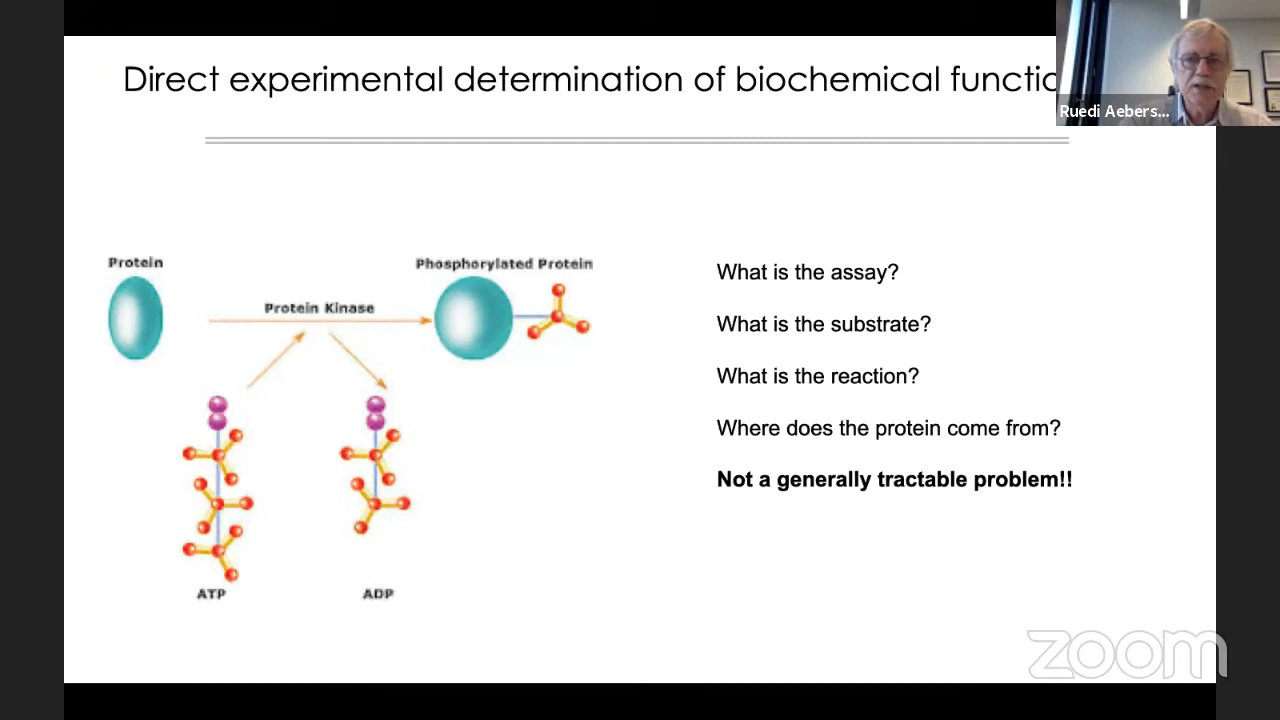 Direct experimental determination of biochemical functio
Ruedi Aebers...
Protein
Phosphorylated Protein
Protein Kinase
ATP
ADP
What is the assay?
What is the substrate?
What is the reaction?
Where does the protein come from?
Not a generally tractable problem!!
zoom